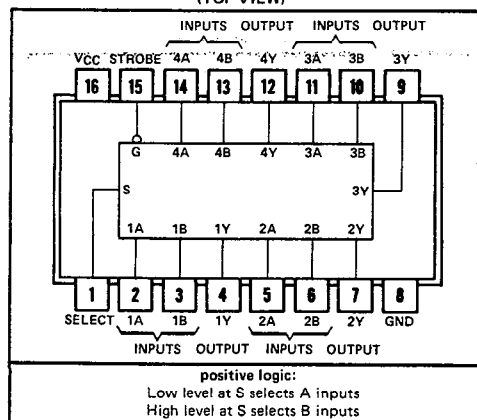 (TOP VIEW)
INPUTS OUTPUT INPUTS OUTPUT
VCC STROBE 4A 4B 4Y 3A 3B 3Y
16 15 14 13 12 11 10 9
G 4A 4B 4Y 3A 3B
S 3Y
1A 1B 1Y 2A 2B 2Y
1 2 3 4 5 6 7 8
SELECT 1A 1B 1Y 2A 2B 2Y GND
INPUTS OUTPUT INPUTS OUTPUT
positive logic:
Low level at S selects A inputs
High level at S selects B inputs